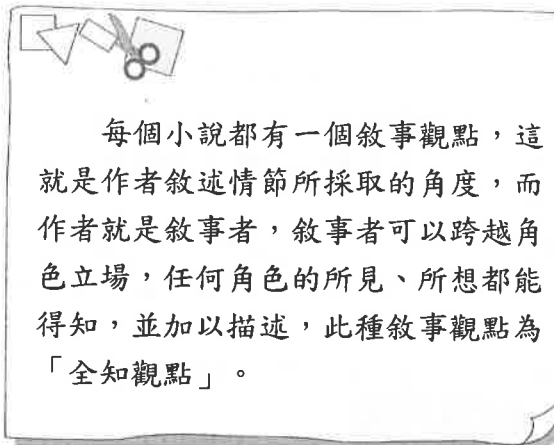 每個小說都有一個敘事觀點，這
就是作者敘述情節所採取的角度，而
作者就是敘事者，敘事者可以跨越角
色立場，任何角色的所見、所想都能
得知，並加以描述，此種敘事觀點為
「全知觀點」。